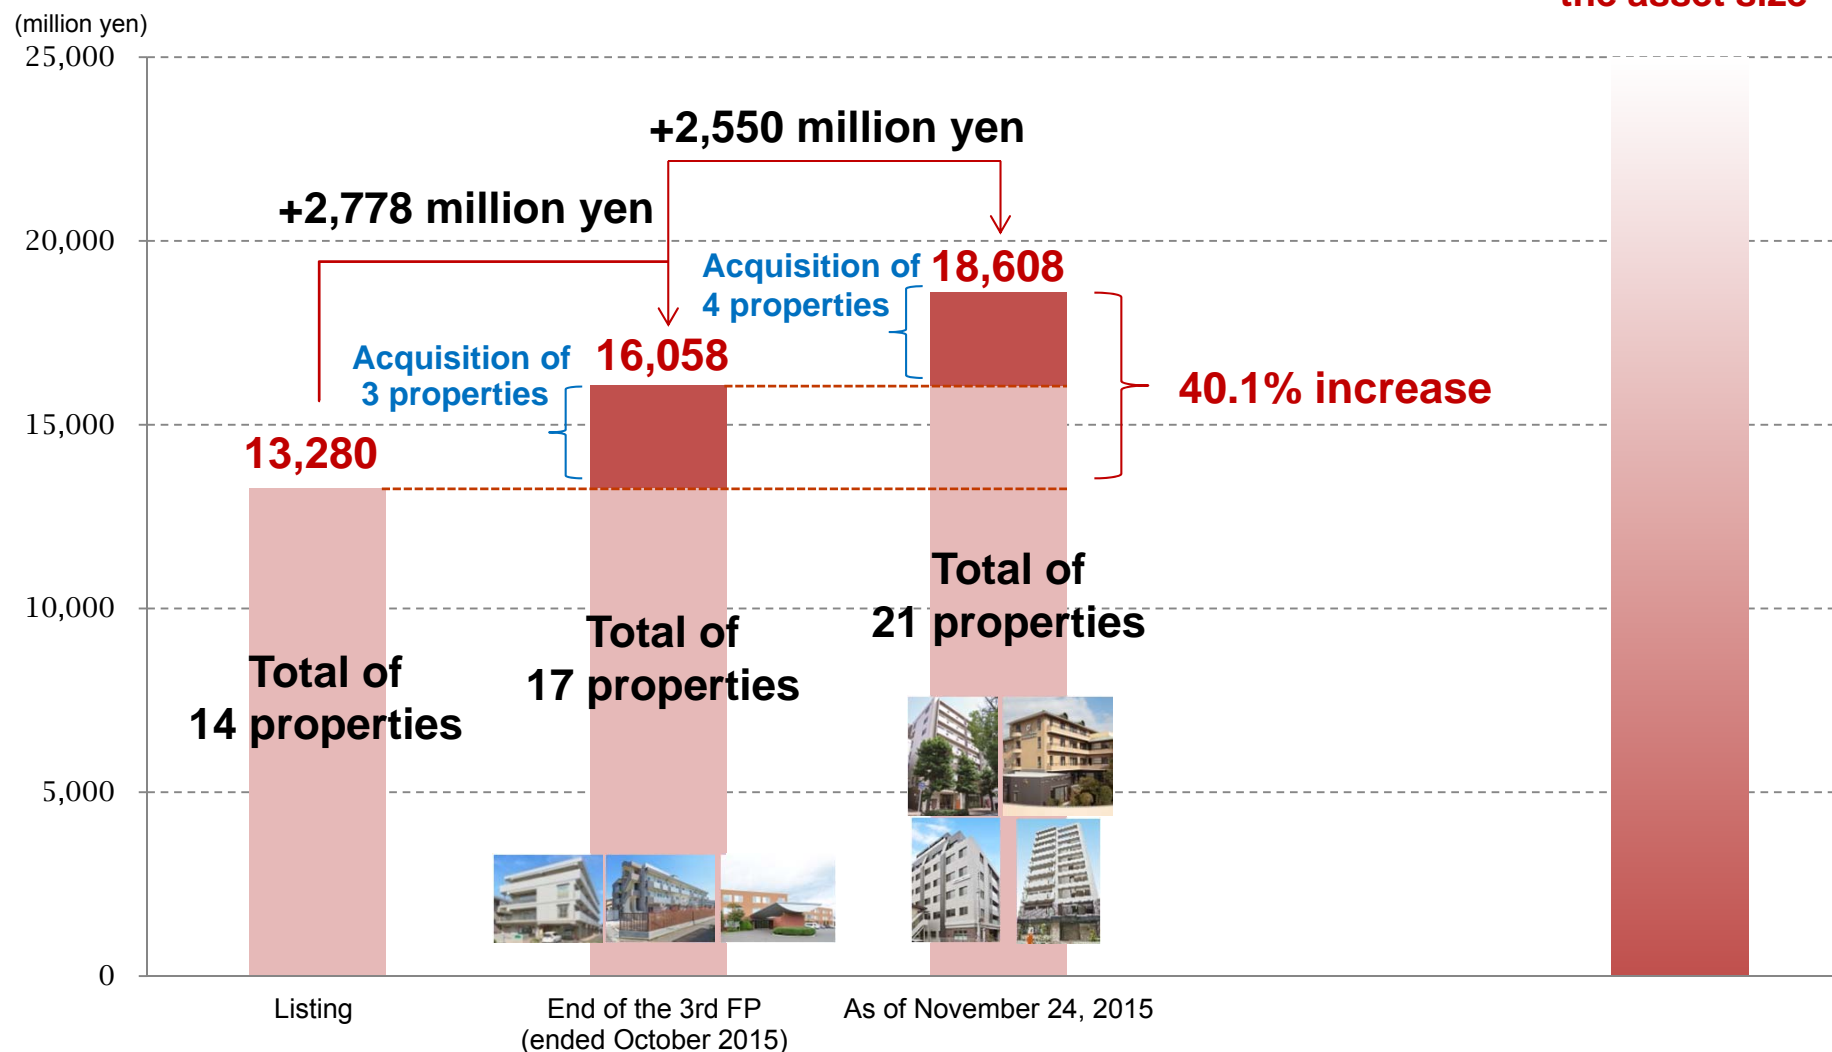 the asset size
(million yen)
25,000
20,000
15,000
10,000
5,000
0
+2,550 million yen
+2,778 million yen
Acquisition of
4 properties
18,608
Acquisition of
3 properties
16,058
40.1% increase
13,280
Total of
21 properties
Total of
17 properties
Total of
14 properties
Listing
End of the 3rd FP
(ended October 2015)
As of November 24, 2015